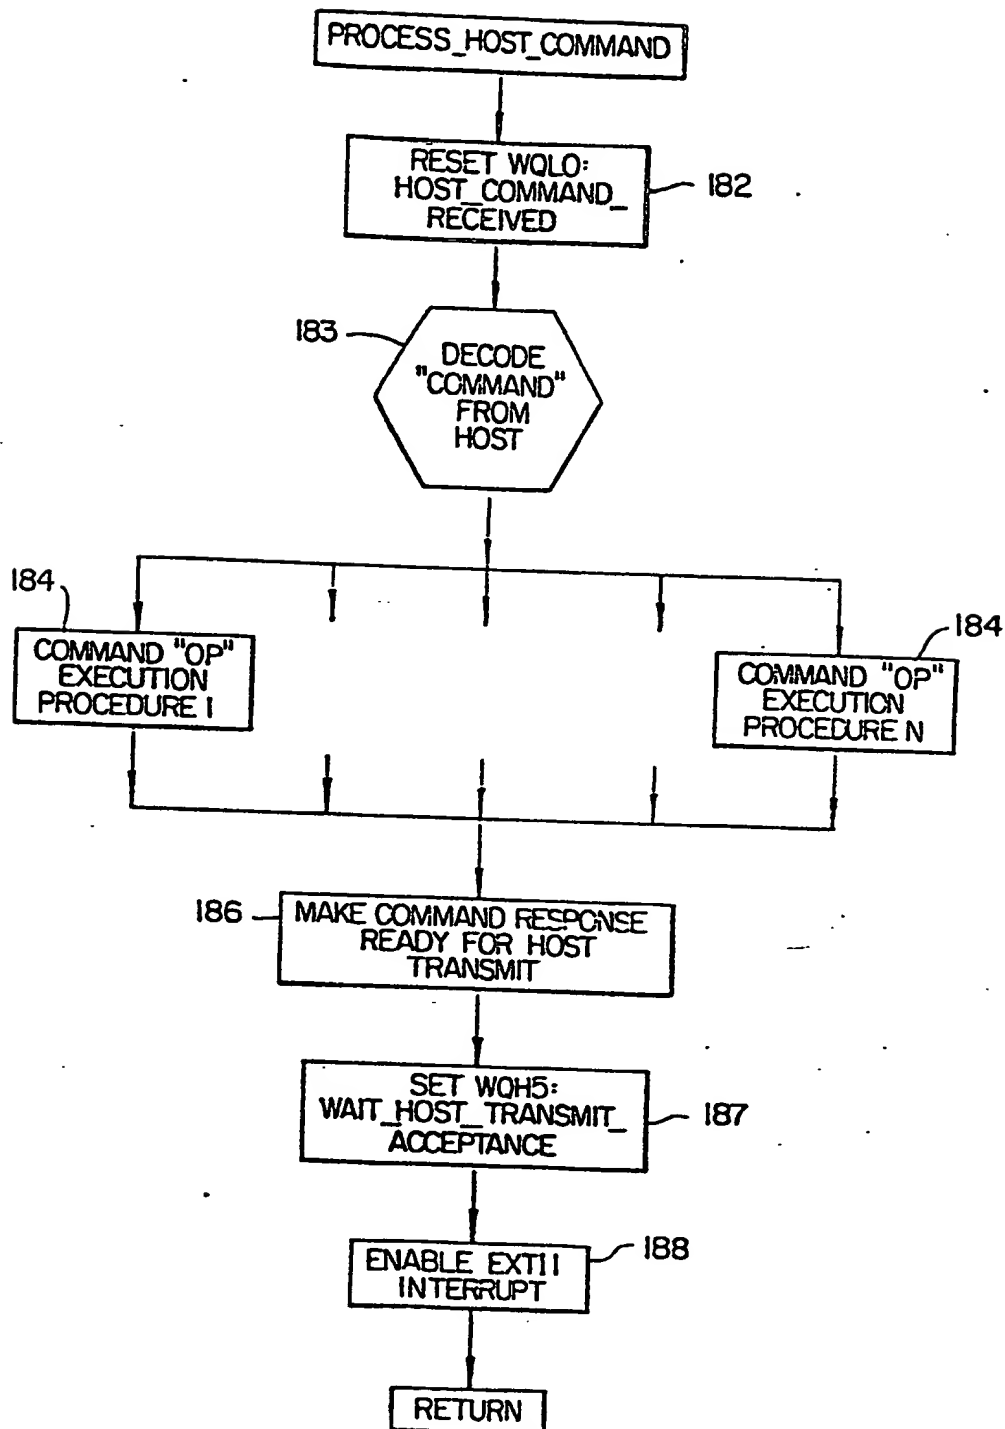 PROCESS_HOST_COMMAND
RESET WQLO:
HOST_COMMAND_
RECEIVED
182
183
DECODE
"COMMAND"
FROM
HOST
184
COMMAND "OP"
EXECUTION
PROCEDURE I
184
COMMAND "OP"
EXECUTION
PROCEDURE N
186
MAKE COMMAND RESPONSE
READY FOR HOST
TRANSMIT
SET WQH5:
WAIT_HOST_TRANSMIT_
ACCEPTANCE
187
ENABLE EXTI1
INTERRUPT
188
RETURN